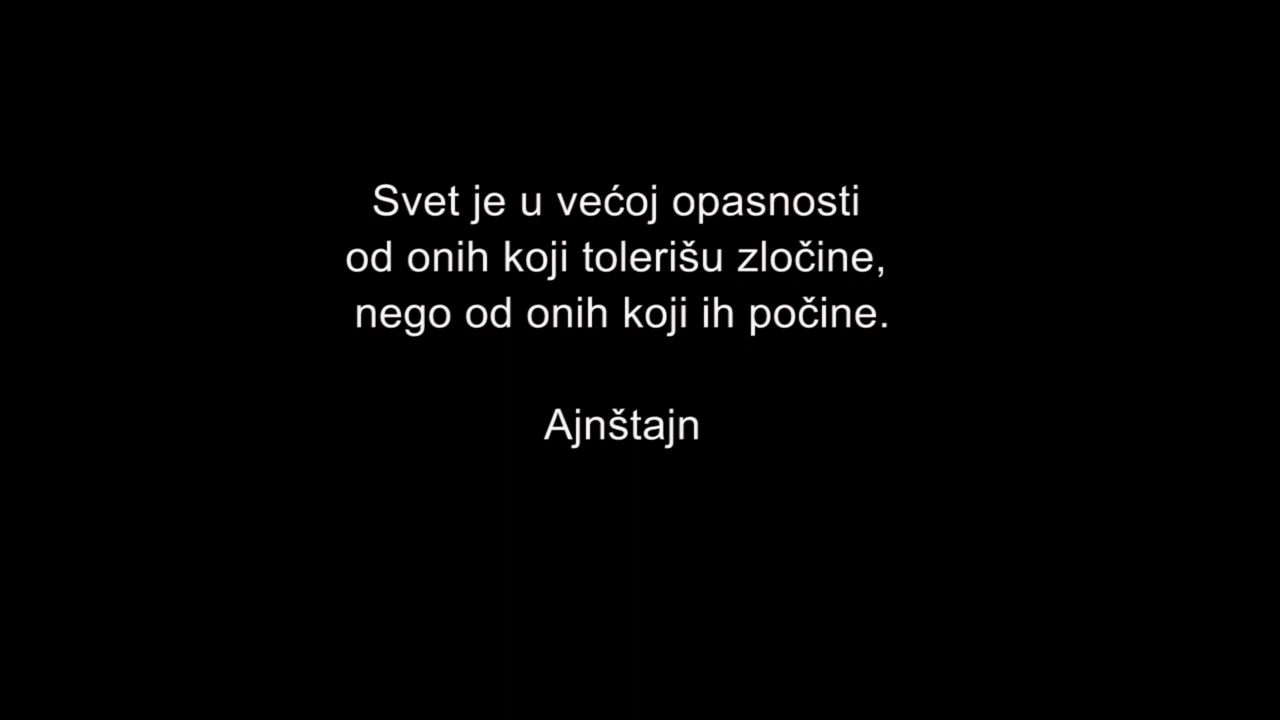 Svet je u većoj opasnosti
od onih koji tolerišu zločine,
nego od onih koji ih počine.
Ajnštajn